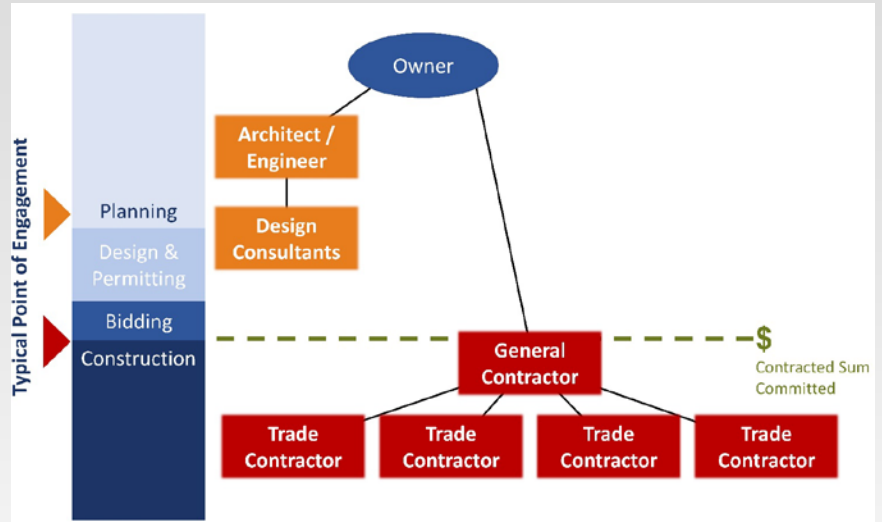 Typical Point of Engagement
Planning
Design &
Permitting
Bidding
Construction
Owner
Architect /
Engineer
Design
Consultants
General
Contractor
$
Contracted Sum
Committed
Trade
Contractor
Trade
Contractor
Trade
Contractor
Trade
Contractor